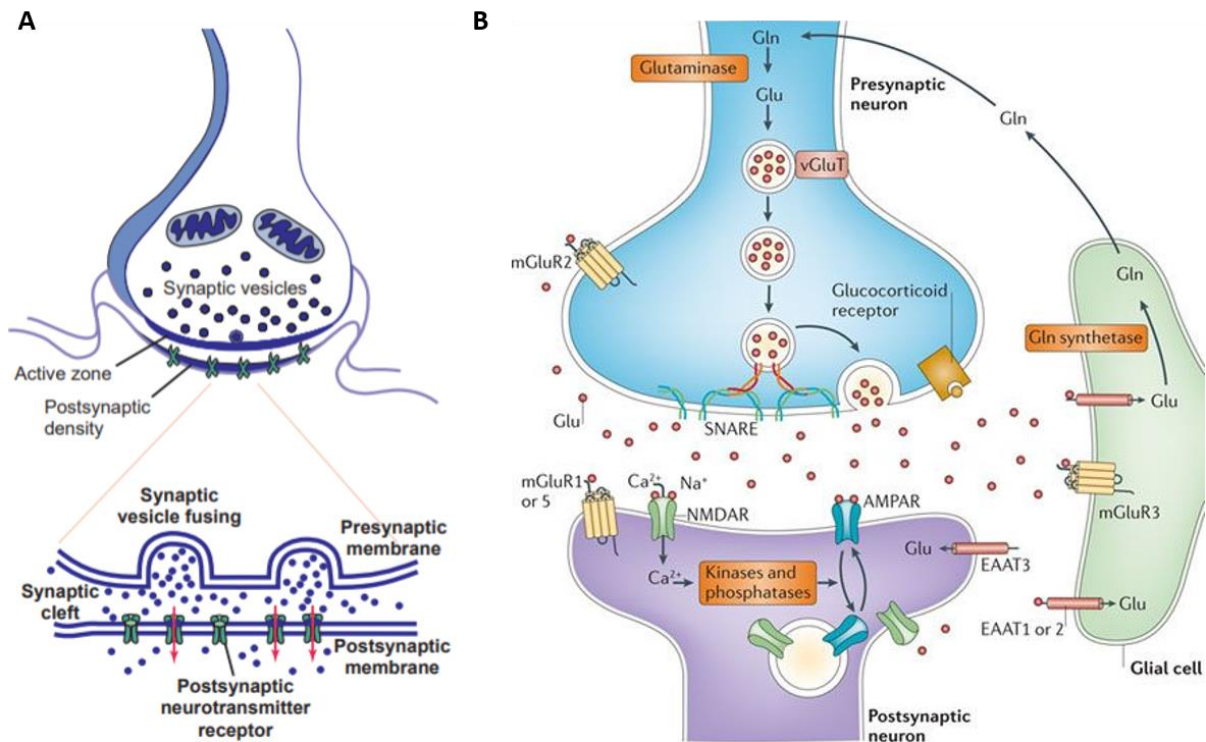 A
Synaptic vesicles
Active zone
Postsynaptic
density
Synaptic
vesicle fusing
Presynaptic
membrane
Synaptic
cleft
Postsynaptic
membrane
Postsynaptic
neurotransmitter
receptor
B
Gln
Glutaminase
Glu
Presynaptic
neuron
Gln
vGluT
mGluR2
Glucocorticoid
receptor
Gln
Gln synthetase
Glu
Glu
SNARE
mGluR1
or 5
Ca²⁺
Na⁺
NMDAR
AMPAR
mGluR3
Glu
EAAT3
Ca²⁺
Kinases and
phosphatases
Glu
EAAT1 or 2
Glial cell
Postsynaptic
neuron